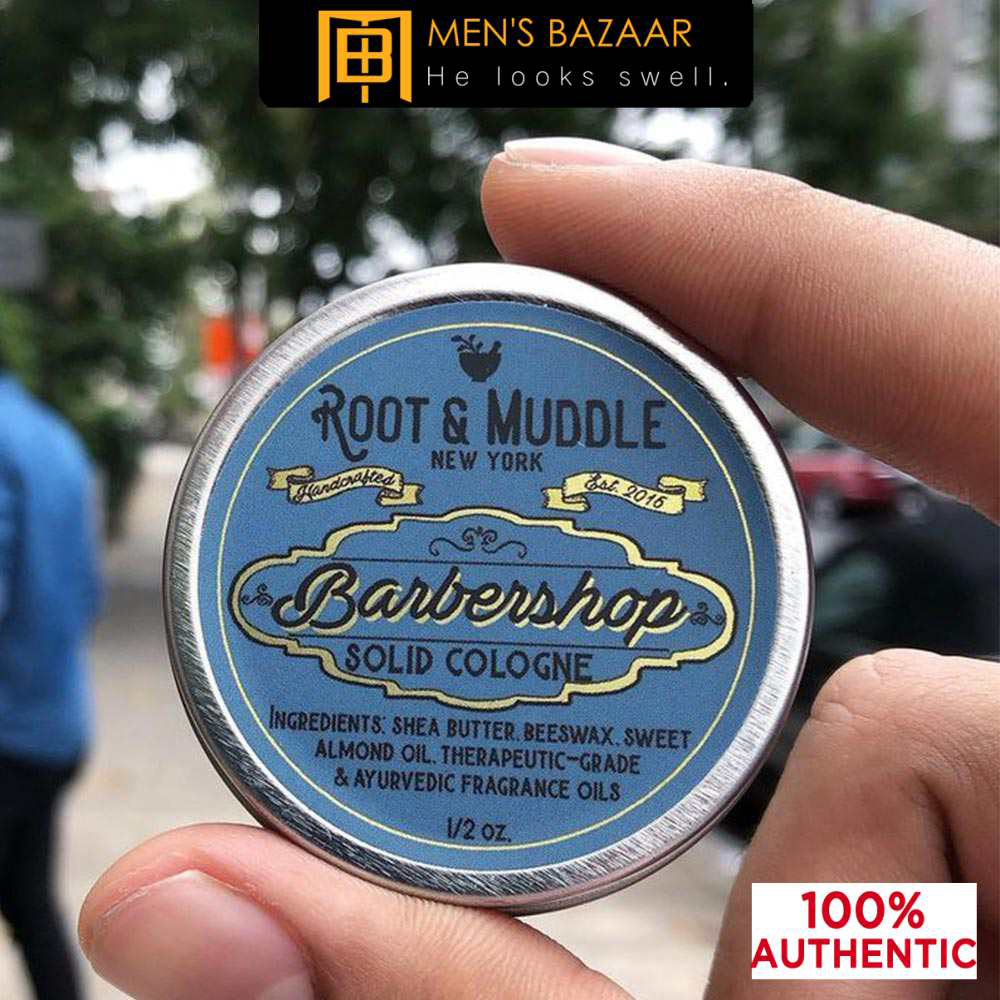 MEN'S BAZAAR
He looks swell.
ROOT & MUDDLE
NEW YORK
Handcrafted
Est. 2015
Barbershop
SOLID COLOGNE
INGREDIENTS: SHEA BUTTER, BEESWAX, SWEET
ALMOND OIL, THERAPEUTIC-GRADE
& AYURVEDIC FRAGRANCE OILS
1/2 OZ.
100%
AUTHENTIC